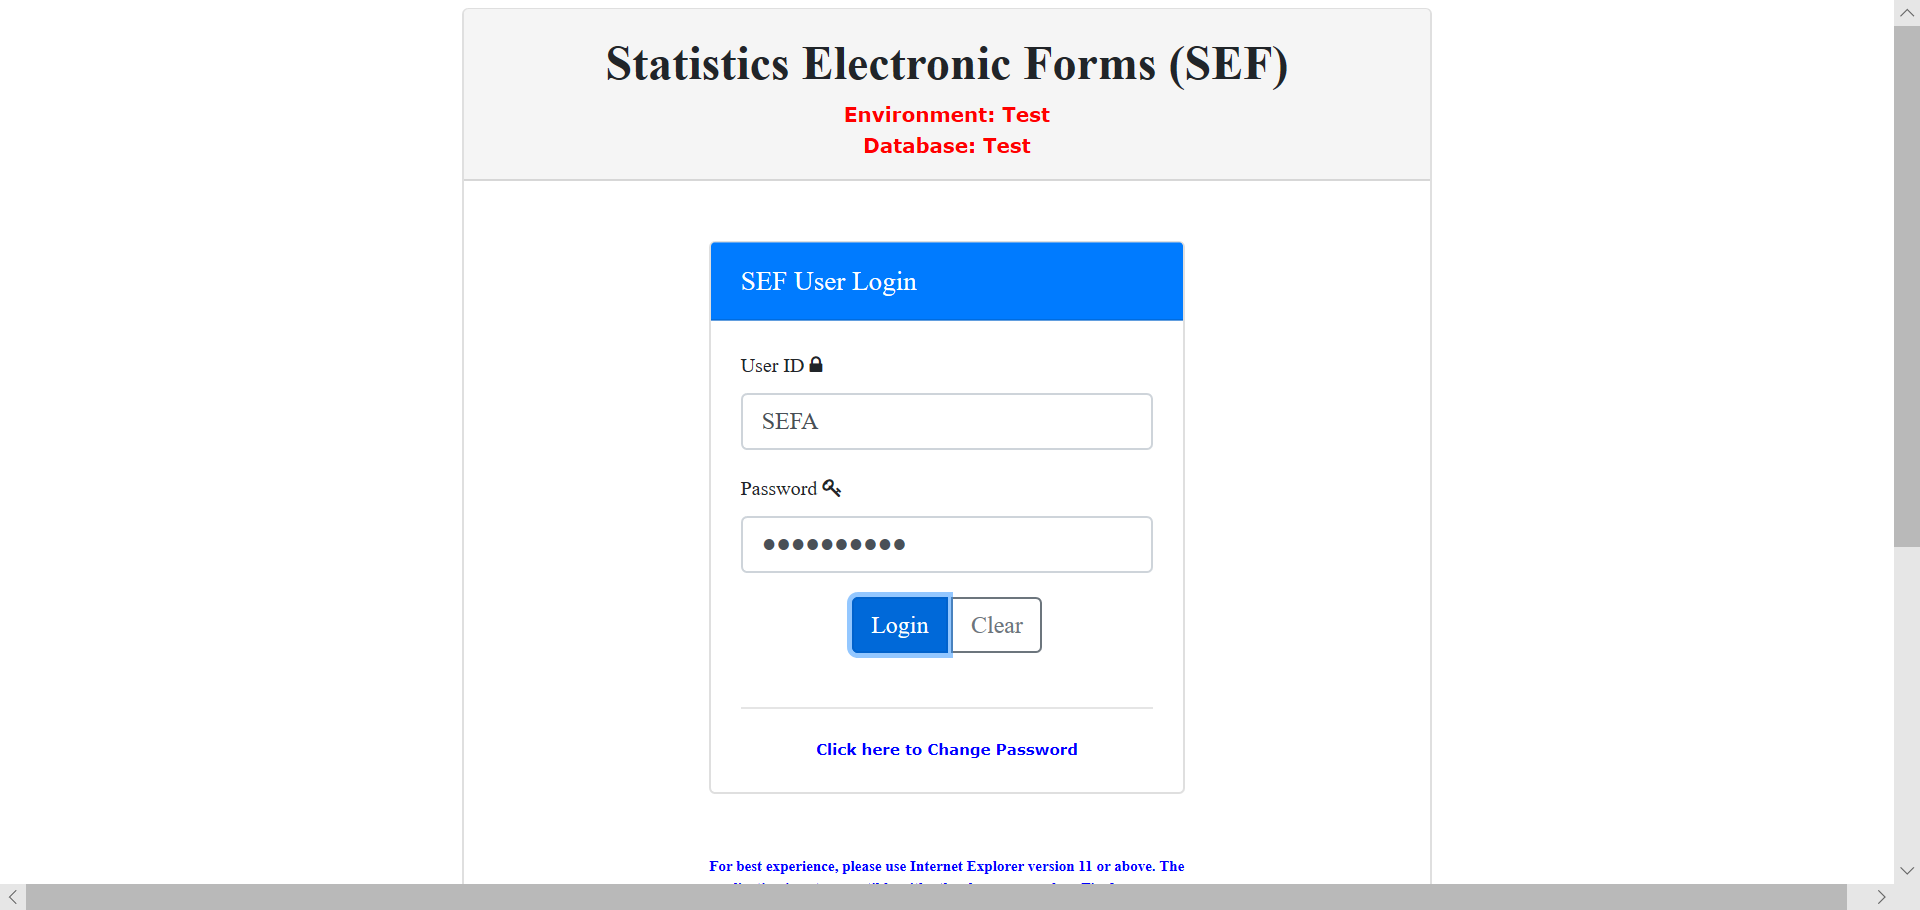 Statistics Electronic Forms (SEF)
Environment: Test
Database: Test
SEF User Login
User ID
SEFA
Password
●●●●●●●●●●
Login
Clear
Click here to Change Password
For best experience, please use Internet Explorer version 11 or above. The